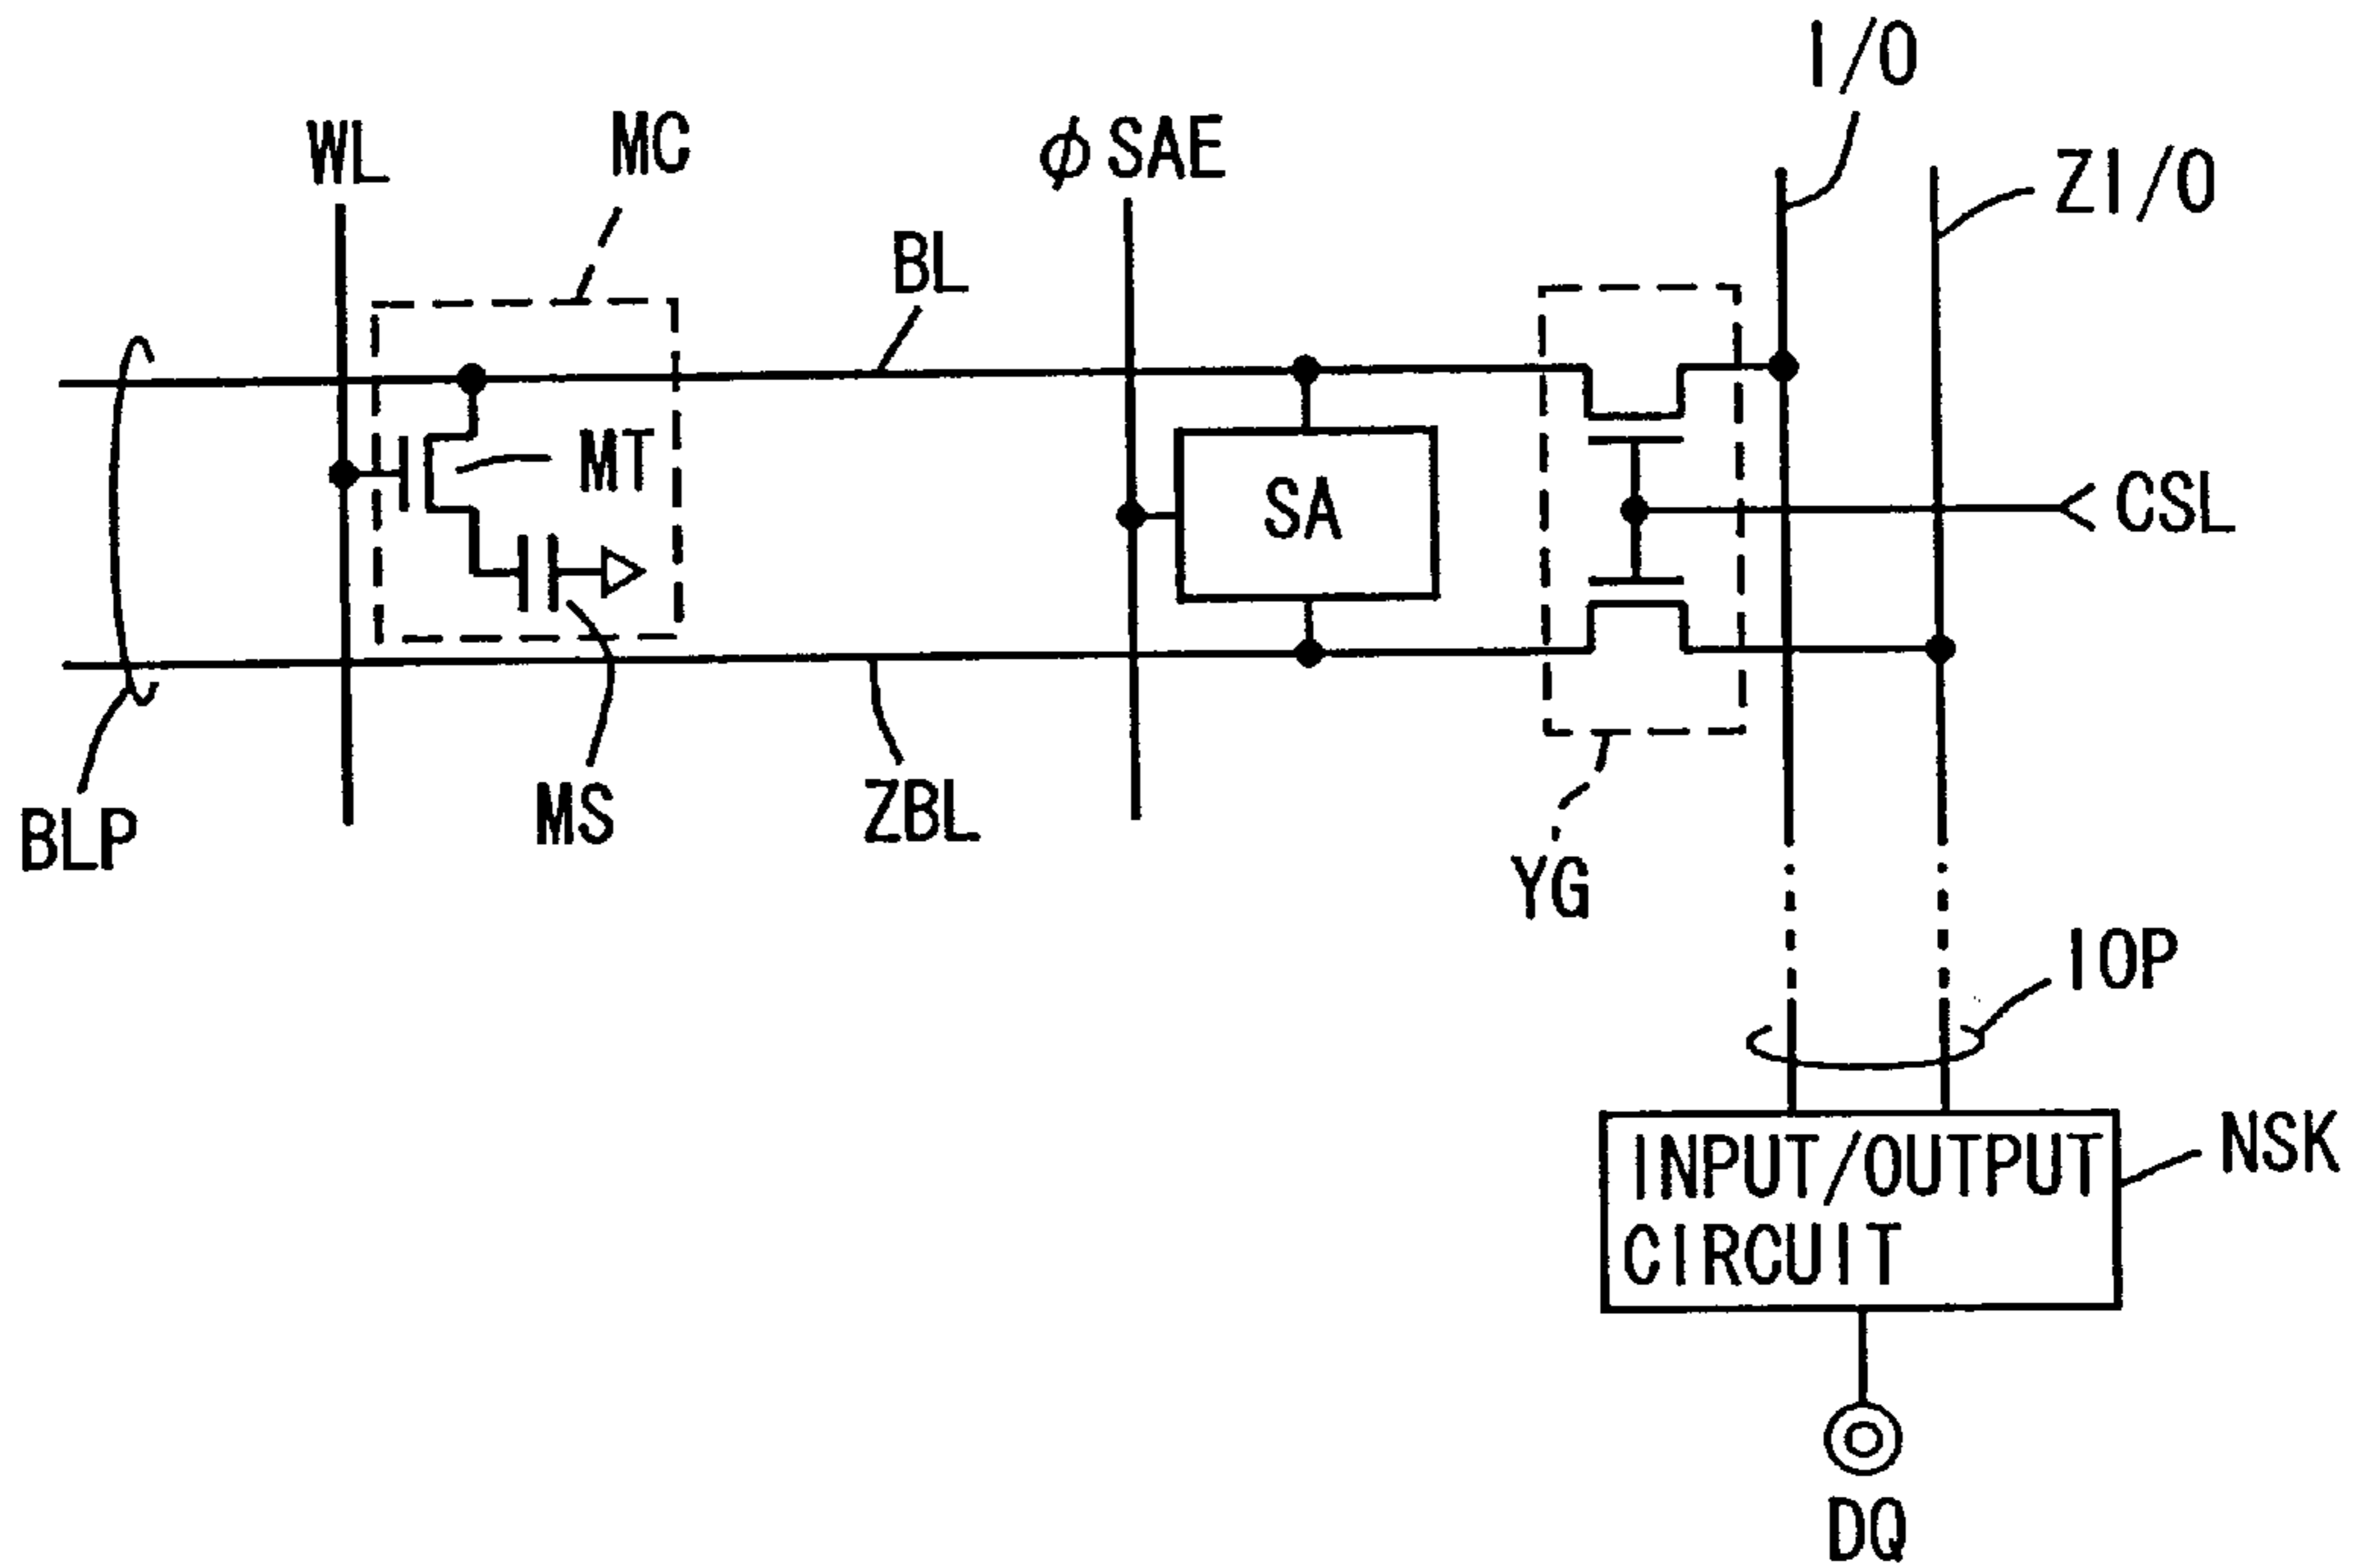 I/O
WL
MC
φSAE
ZI/O
BL
MT
SA
CSL
BLP
MS
ZBL
YG
IOP
INPUT/OUTPUT
CIRCUIT
NSK
DQ